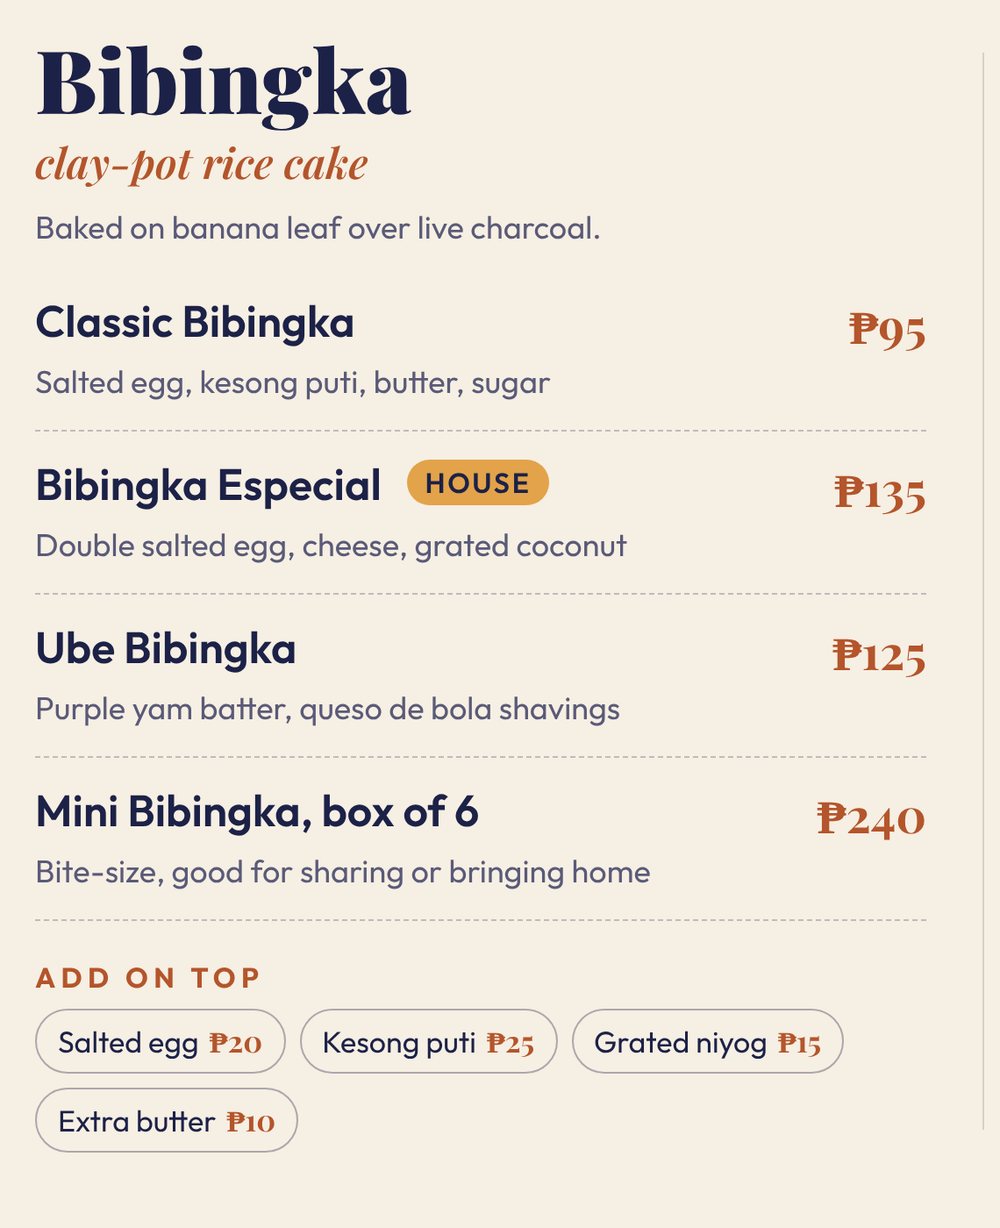 Bibingka
clay-pot rice cake
Baked on banana leaf over live charcoal.
Classic Bibingka ₱95
Salted egg, kesong puti, butter, sugar
Bibingka Especial HOUSE ₱135
Double salted egg, cheese, grated coconut
Ube Bibingka ₱125
Purple yam batter, queso de bola shavings
Mini Bibingka, box of 6 ₱240
Bite-size, good for sharing or bringing home
ADD ON TOP
Salted egg ₱20 Kesong puti ₱25 Grated niyog ₱15
Extra butter ₱10